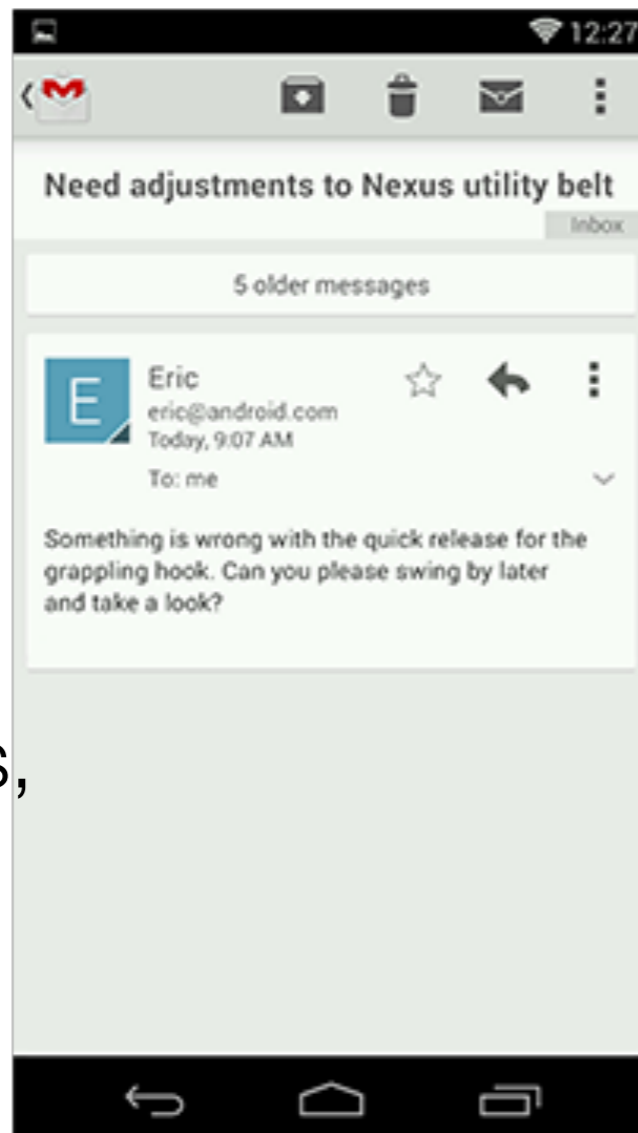 12:27
Need adjustments to Nexus utility belt
Inbox
5 older messages
E
Eric
eric@android.com
Today, 9:07 AM
To: me
Something is wrong with the quick release for the
grappling hook. Can you please swing by later
and take a look?
s,